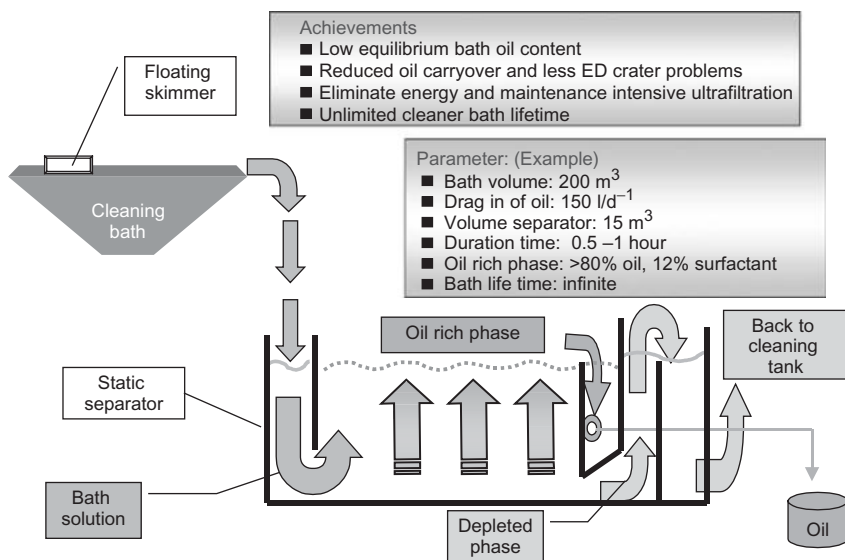 Achievements
■ Low equilibrium bath oil content
■ Reduced oil carryover and less ED crater problems
■ Eliminate energy and maintenance intensive ultrafiltration
■ Unlimited cleaner bath lifetime
Floating
skimmer
Cleaning
bath
Parameter: (Example)
■ Bath volume: 200 m³
■ Drag in of oil: 150 l/d⁻¹
■ Volume separator: 15 m³
■ Duration time: 0.5 –1 hour
■ Oil rich phase: >80% oil, 12% surfactant
■ Bath life time: infinite
Oil rich phase
Back to
cleaning
tank
Static
separator
Bath
solution
Depleted
phase
Oil